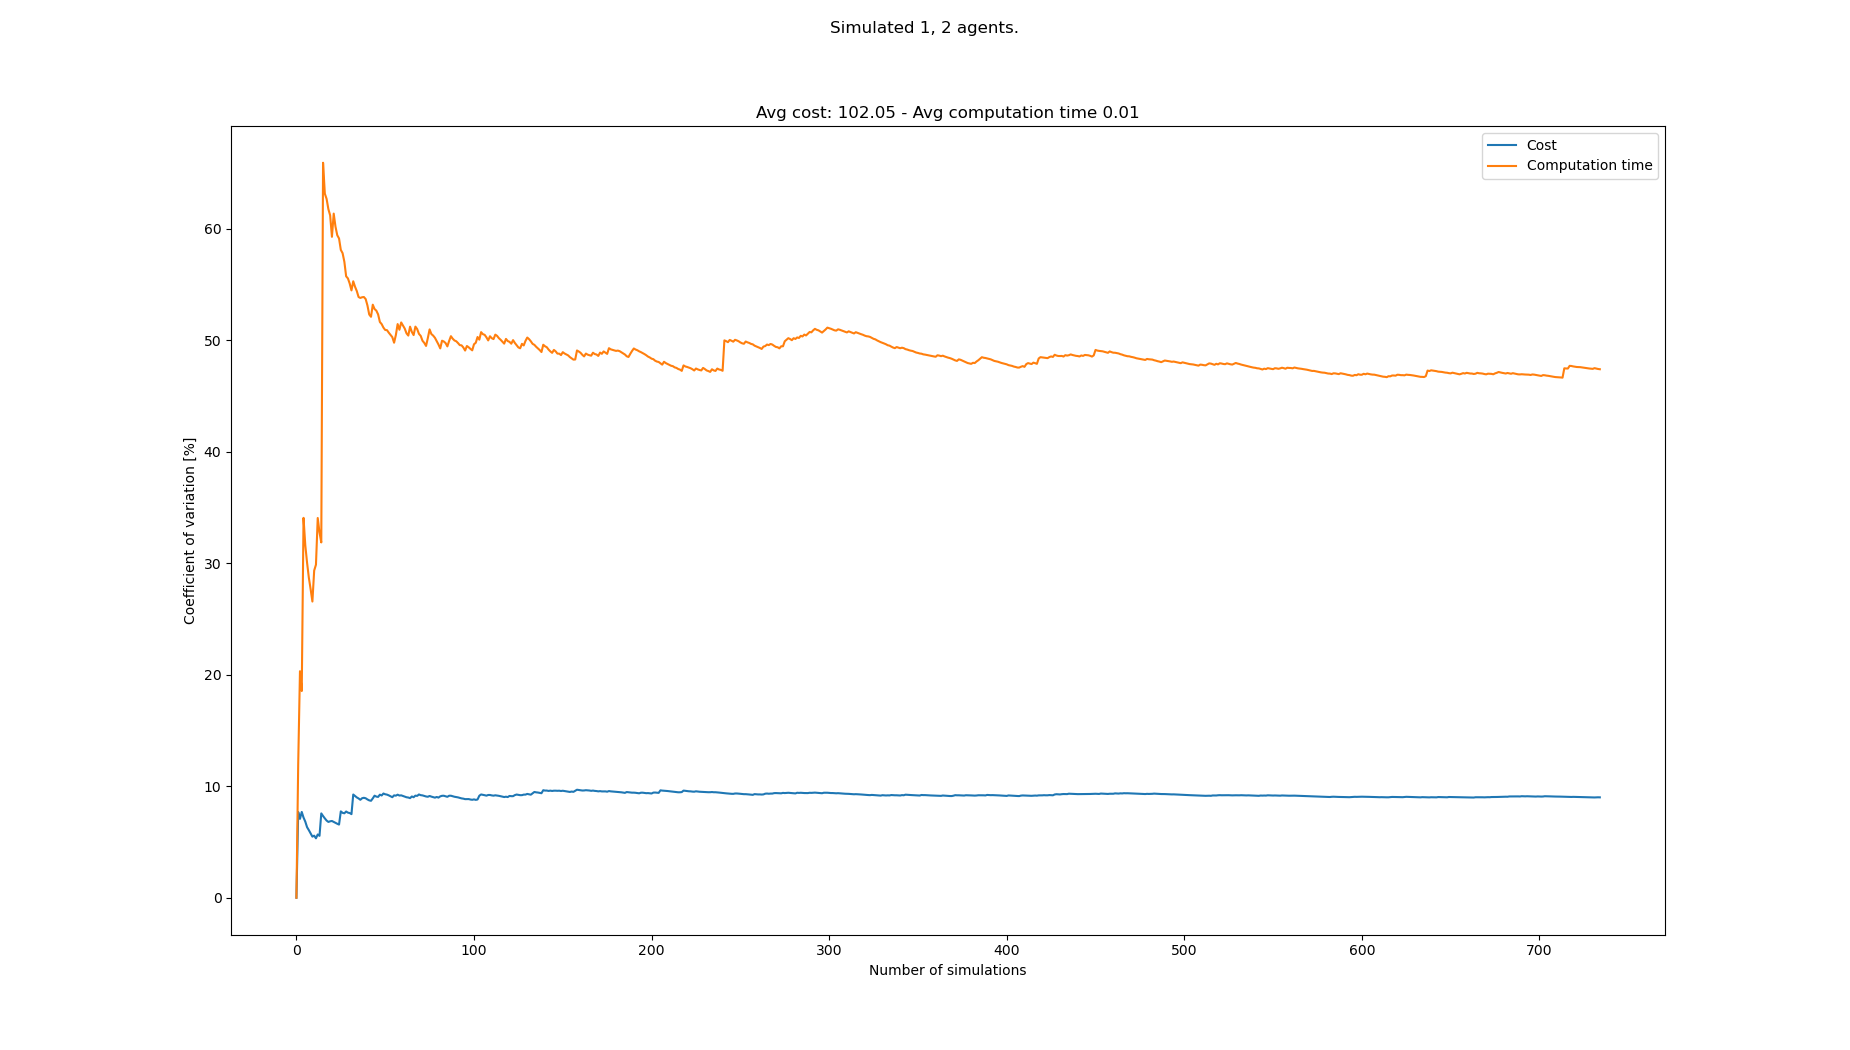 Simulated 1, 2 agents.
Avg cost: 102.05 - Avg computation time 0.01
Cost
Computation time
60
50
40
30
20
10
0
Coefficient of variation [%]
0 100 200 300 400 500 600 700
Number of simulations